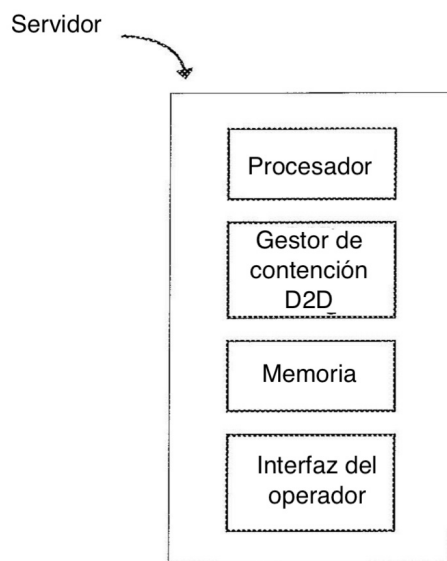 Servidor
Procesador
Gestor de
contención
D2D
Memoria
Interfaz del
operador